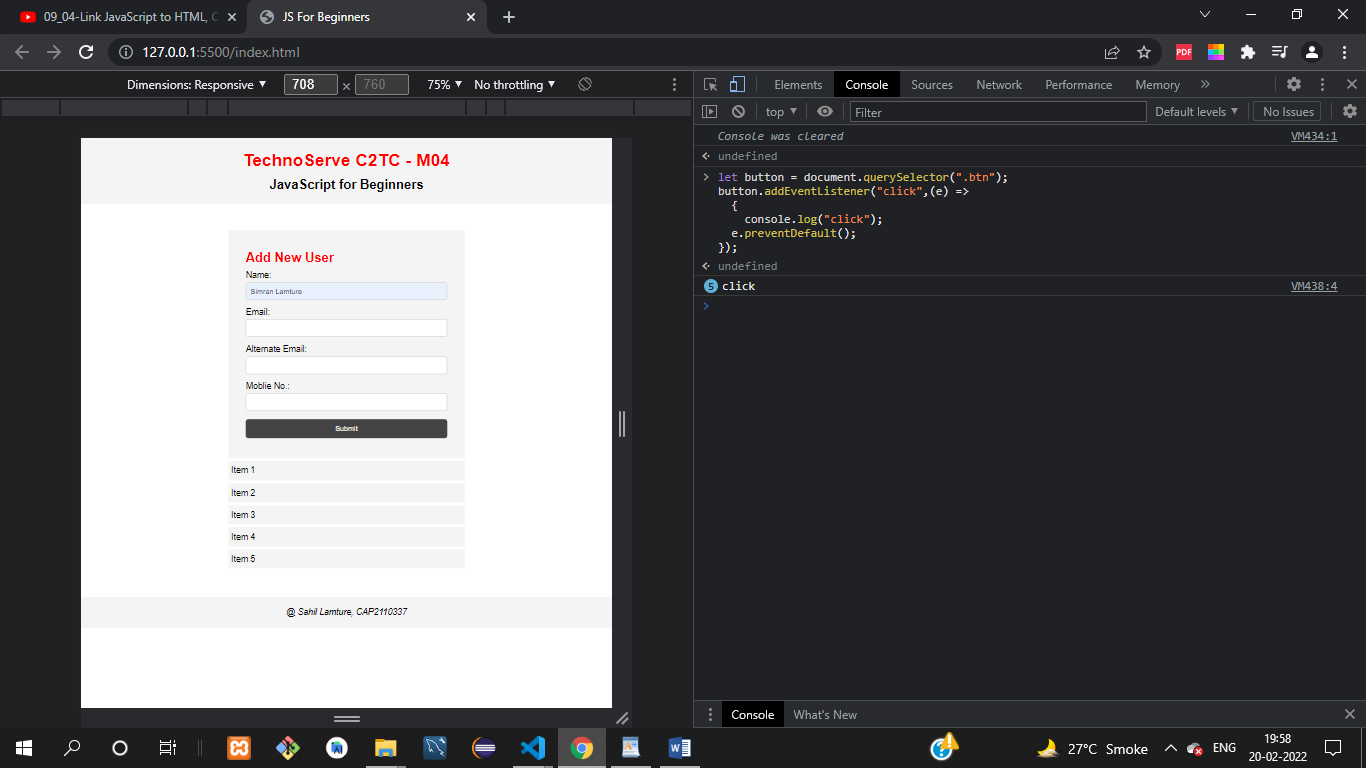 09_04-Link JavaScript to HTML, C
JS For Beginners
127.0.0.1:5500/index.html
PDF
Dimensions: Responsive ▼ 708 × 760 75% ▼ No throttling ▼
Elements Console Sources Network Performance Memory »
top ▼ Filter Default levels ▼ No Issues
Console was cleared VM434:1
undefined
let button = document.querySelector(".btn");
button.addEventListener("click",(e) =>
{
console.log("click");
e.preventDefault();
});
undefined
5 click VM438:4
TechnoServe C2TC - M04
JavaScript for Beginners
Add New User
Name:
Simran Lamture
Email:
Alternate Email:
Moblie No.:
Submit
Item 1
Item 2
Item 3
Item 4
Item 5
@ Sahil Lamture, CAP2110337
Console What's New
27°C Smoke ENG 19:58
20-02-2022